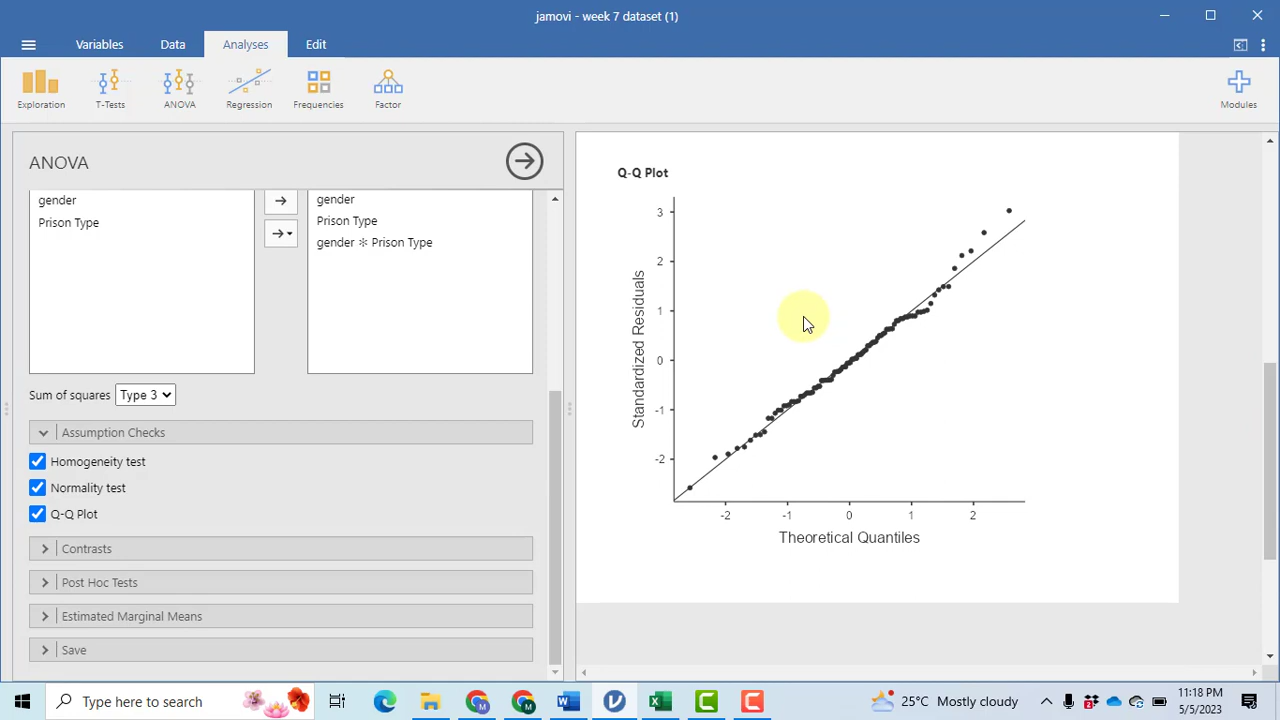 jamovi - week 7 dataset (1)
Variables
Data
Analyses
Edit
Exploration
T-Tests
ANOVA
Regression
Frequencies
Factor
Modules
ANOVA
gender
Prison Type
gender
Prison Type
gender ✻ Prison Type
Sum of squares
Type 3
Assumption Checks
Homogeneity test
Normality test
Q-Q Plot
Contrasts
Post Hoc Tests
Estimated Marginal Means
Save
Q-Q Plot
Standardized Residuals
3
2
1
0
-1
-2
-2 -1 0 1 2
Theoretical Quantiles
Type here to search
25°C Mostly cloudy
11:18 PM
5/5/2023